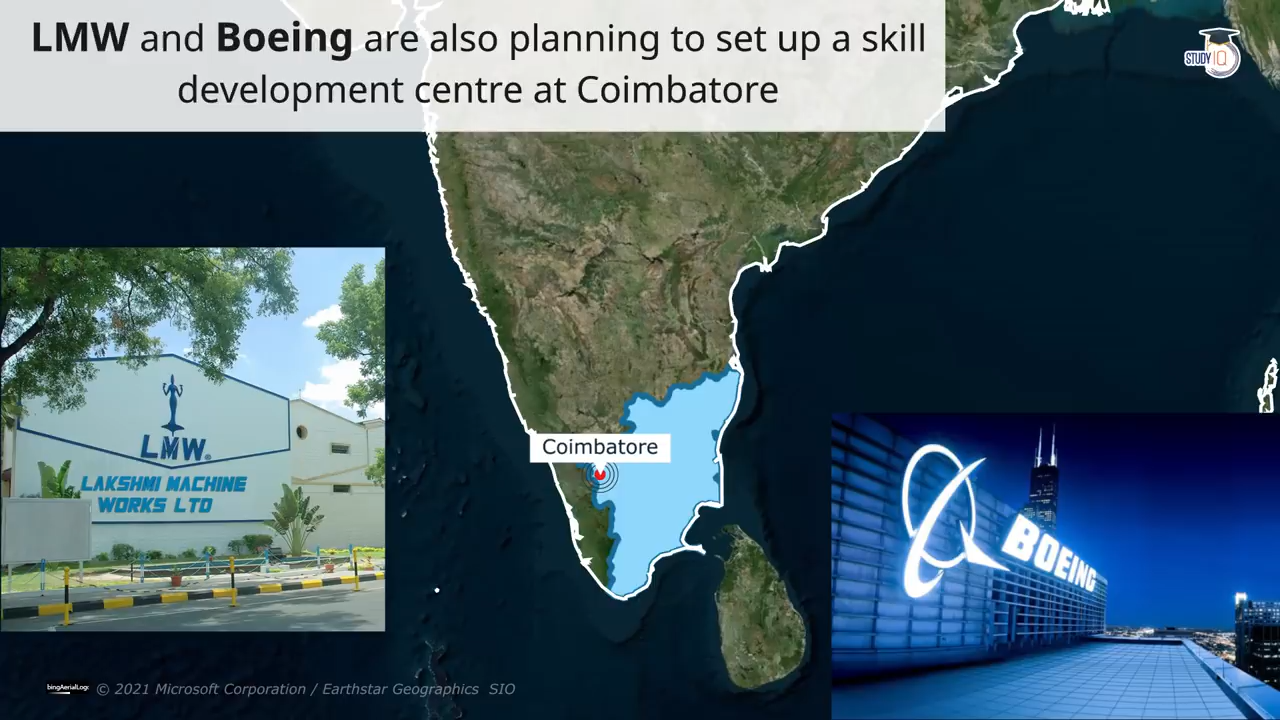 LMW and Boeing are also planning to set up a skill
development centre at Coimbatore
STUDY IQ
LMW®
LAKSHMI MACHINE
WORKS LTD
Coimbatore
BOEING
bingAerialLogo
© 2021 Microsoft Corporation / Earthstar Geographics SIO